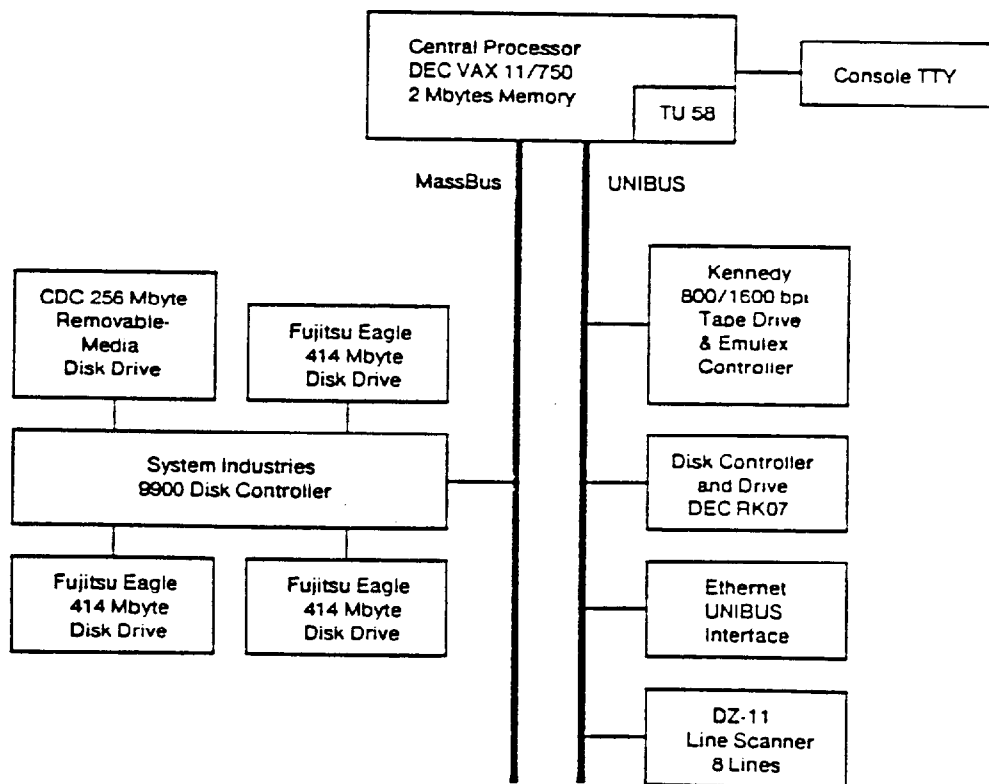 Central Processor
DEC VAX 11/750
2 Mbytes Memory
TU 58
Console TTY
MassBus
UNIBUS
CDC 256 Mbyte
Removable-
Media
Disk Drive
Fujitsu Eagle
414 Mbyte
Disk Drive
System Industries
9900 Disk Controller
Fujitsu Eagle
414 Mbyte
Disk Drive
Fujitsu Eagle
414 Mbyte
Disk Drive
Kennedy
800/1600 bpi
Tape Drive
& Emulex
Controller
Disk Controller
and Drive
DEC RK07
Ethernet
UNIBUS
Interface
DZ-11
Line Scanner
8 Lines